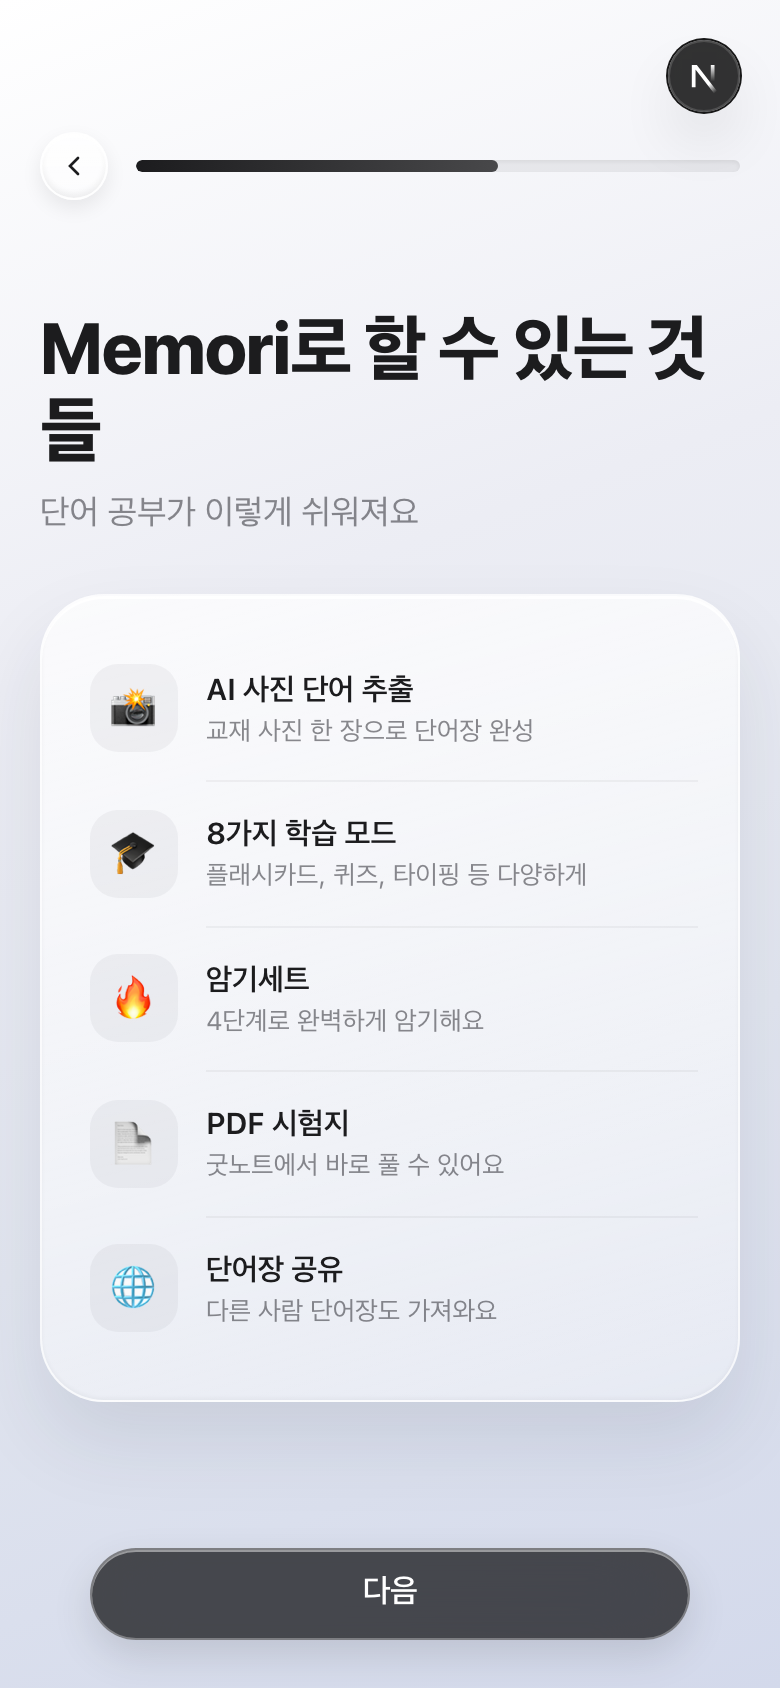 N
Memori로 할 수 있는 것
들
단어 공부가 이렇게 쉬워져요
AI 사진 단어 추출
교재 사진 한 장으로 단어장 완성
8가지 학습 모드
플래시카드, 퀴즈, 타이핑 등 다양하게
암기세트
4단계로 완벽하게 암기해요
PDF 시험지
굿노트에서 바로 풀 수 있어요
단어장 공유
다른 사람 단어장도 가져와요
다음